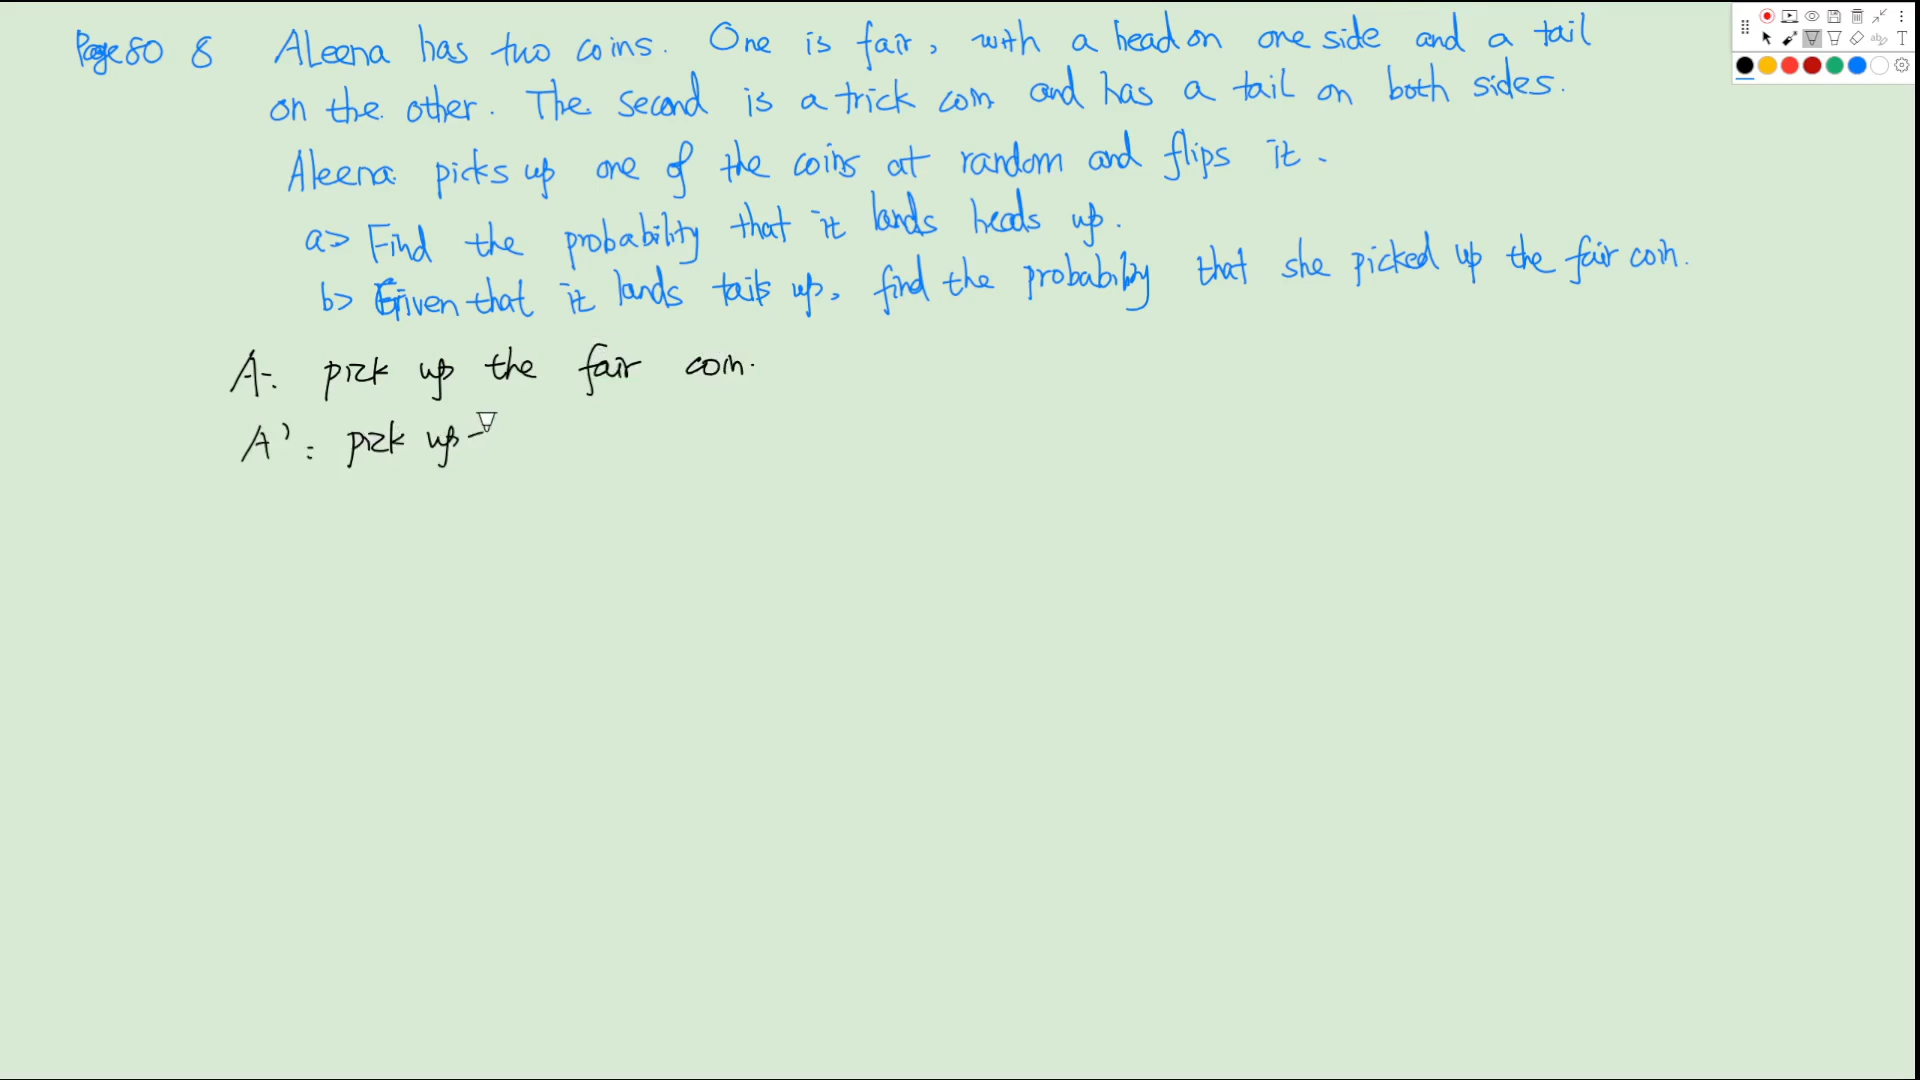 Page 80 8 Aleena has two coins. One is fair, with a head on one side and a tail
on the other. The second is a trick coin and has a tail on both sides.
Aleena picks up one of the coins at random and flips it.
a> Find the probability that it lands heads up.
b> Given that it lands tails up, find the probability that she picked up the fair coin.
A: pick up the fair coin.
A': pick up